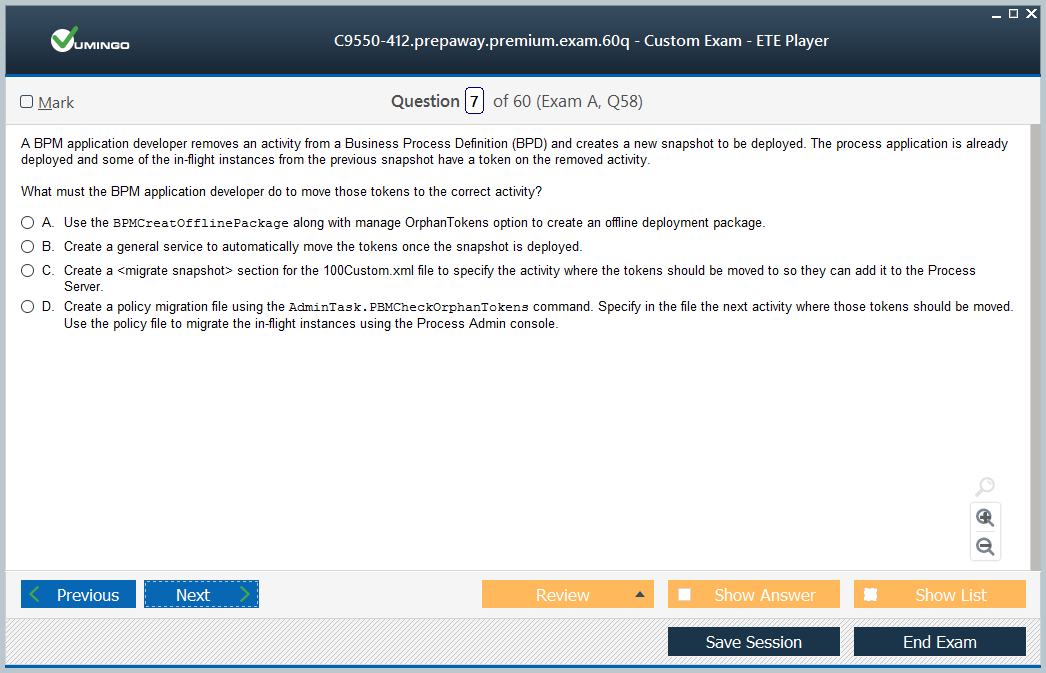 VUMINGO
C9550-412.prepaway.premium.exam.60q - Custom Exam - ETE Player
Mark
Question 7 of 60 (Exam A, Q58)
A BPM application developer removes an activity from a Business Process Definition (BPD) and creates a new snapshot to be deployed. The process application is already
deployed and some of the in-flight instances from the previous snapshot have a token on the removed activity.
What must the BPM application developer do to move those tokens to the correct activity?
A. Use the BPMCreatOfflinePackage along with manage OrphanTokens option to create an offline deployment package.
B. Create a general service to automatically move the tokens once the snapshot is deployed.
C. Create a <migrate snapshot> section for the 100Custom.xml file to specify the activity where the tokens should be moved to so they can add it to the Process
Server.
D. Create a policy migration file using the AdminTask.PBMCheckOrphanTokens command. Specify in the file the next activity where those tokens should be moved.
Use the policy file to migrate the in-flight instances using the Process Admin console.
Previous
Next
Review
Show Answer
Show List
Save Session
End Exam